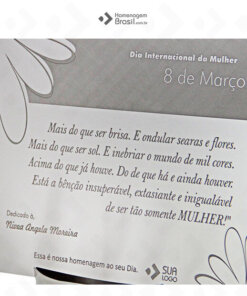 Homenagem
Brasil.com.br
Dia Internacional da Mulher
8 de Março
Mais do que ser brisa. E ondular searas e flores.
Mais do que ser sol. E inebriar o mundo de mil cores.
Acima do que já houve. Do de que há e ainda houver.
Está a bênção insuperável, extasiante e inigualável
de ser tão somente MULHER!"
Dedicado à,
Nivea Angela Moreira
Essa é nossa homenagem ao seu Dia.
SUA
LOGO